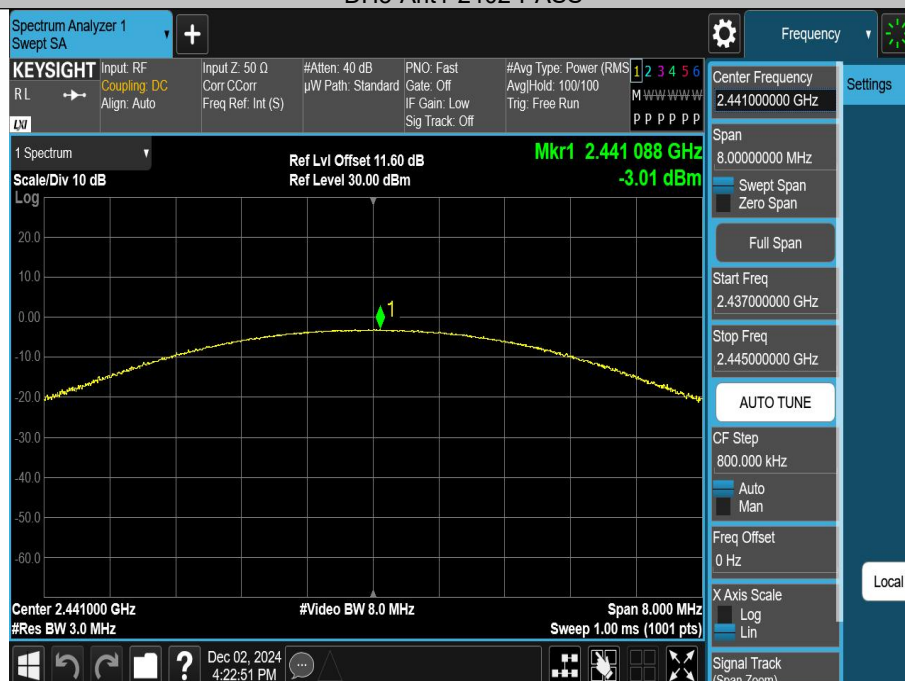 Spectrum Analyzer 1
Swept SA
Frequency
KEYSIGHT
RL
LXI
Input: RF
Coupling: DC
Align: Auto
Input Z: 50 Ω
Corr CCorr
Freq Ref: Int (S)
#Atten: 40 dB
µW Path: Standard
PNO: Fast
Gate: Off
IF Gain: Low
Sig Track: Off
#Avg Type: Power (RMS
Avg|Hold: 100/100
Trig: Free Run
1 2 3 4 5 6
M W W W W W
P P P P P P
Center Frequency
2.441000000 GHz
Settings
1 Spectrum
Scale/Div 10 dB
Log
Ref Lvl Offset 11.60 dB
Ref Level 30.00 dBm
Mkr1 2.441 088 GHz
-3.01 dBm
Span
8.00000000 MHz
Swept Span
Zero Span
Full Span
Start Freq
2.437000000 GHz
Stop Freq
2.445000000 GHz
AUTO TUNE
CF Step
800.000 kHz
Auto
Man
Freq Offset
0 Hz
X Axis Scale
Log
Lin
Local
Signal Track
(Span Zoom)
20.0
10.0
0.00
-10.0
-20.0
-30.0
-40.0
-50.0
-60.0
1
Center 2.441000 GHz
#Res BW 3.0 MHz
#Video BW 8.0 MHz
Span 8.000 MHz
Sweep 1.00 ms (1001 pts)
?
Dec 02, 2024
4:22:51 PM